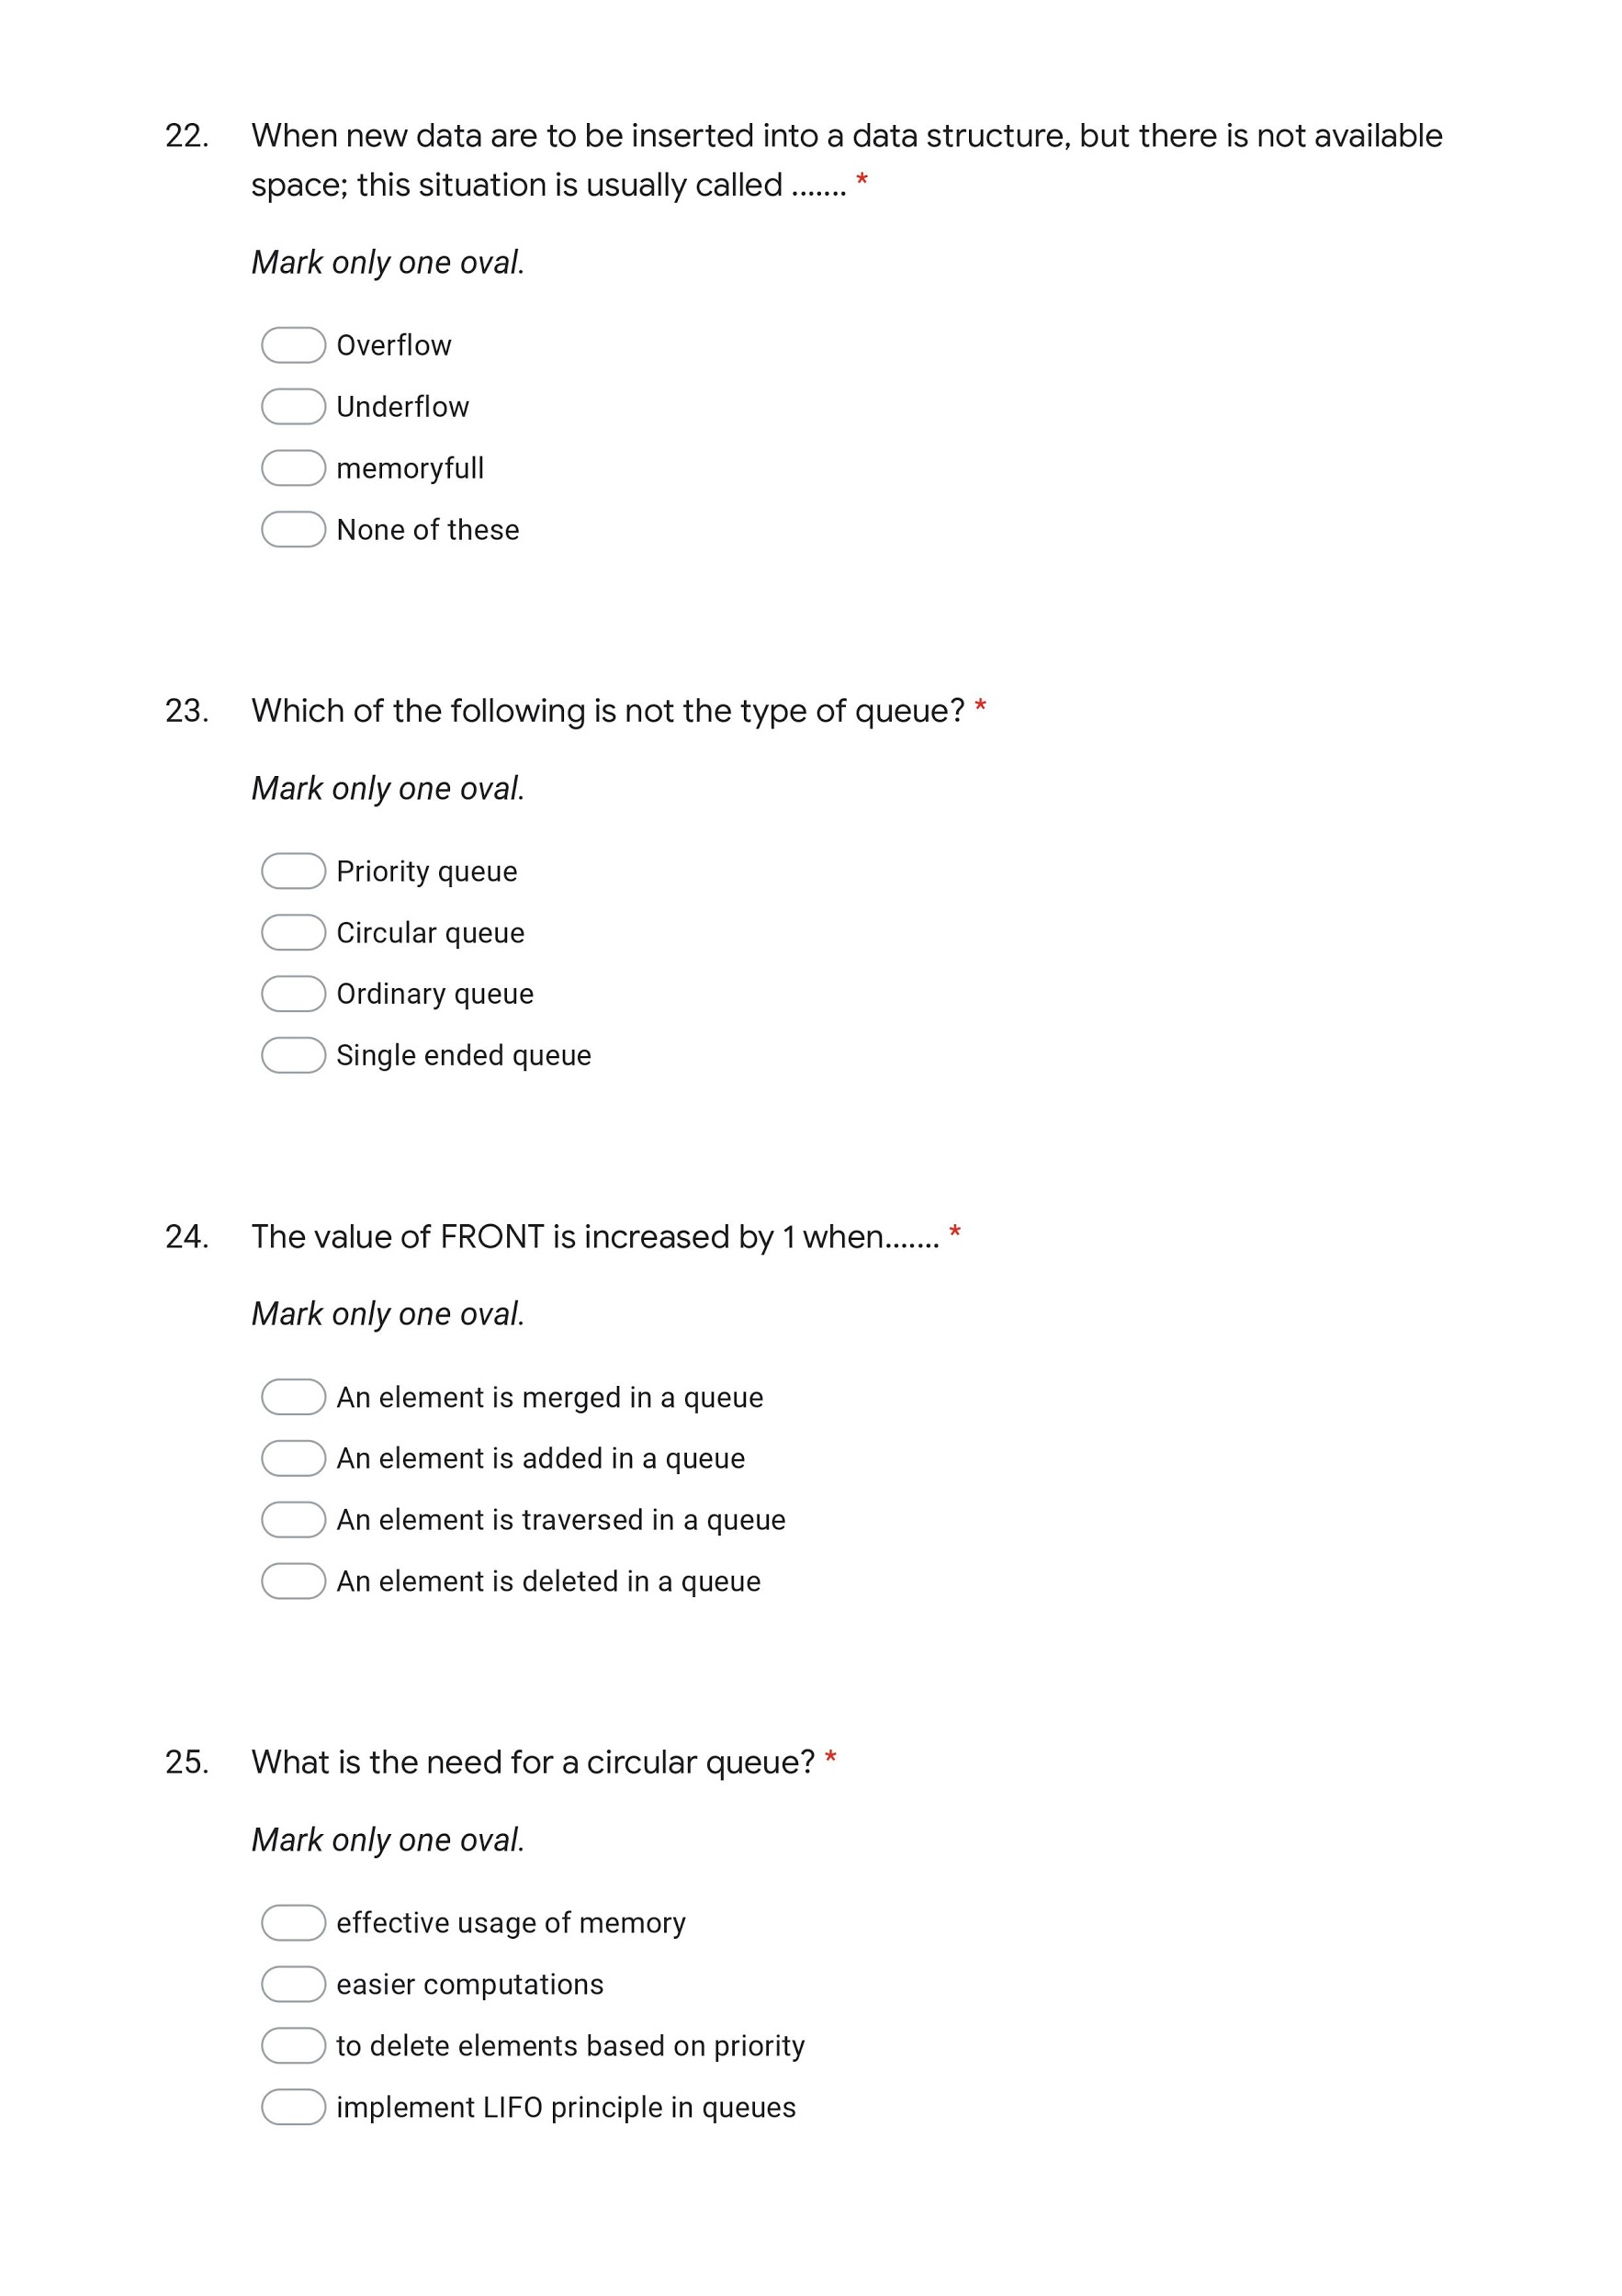 22. When new data are to be inserted into a data structure, but there is not available
space; this situation is usually called ....... *
Mark only one oval.
Overflow
Underflow
memoryfull
None of these
23. Which of the following is not the type of queue? *
Mark only one oval.
Priority queue
Circular queue
Ordinary queue
Single ended queue
24. The value of FRONT is increased by 1 when....... *
Mark only one oval.
An element is merged in a queue
An element is added in a queue
An element is traversed in a queue
An element is deleted in a queue
25. What is the need for a circular queue? *
Mark only one oval.
effective usage of memory
easier computations
to delete elements based on priority
implement LIFO principle in queues